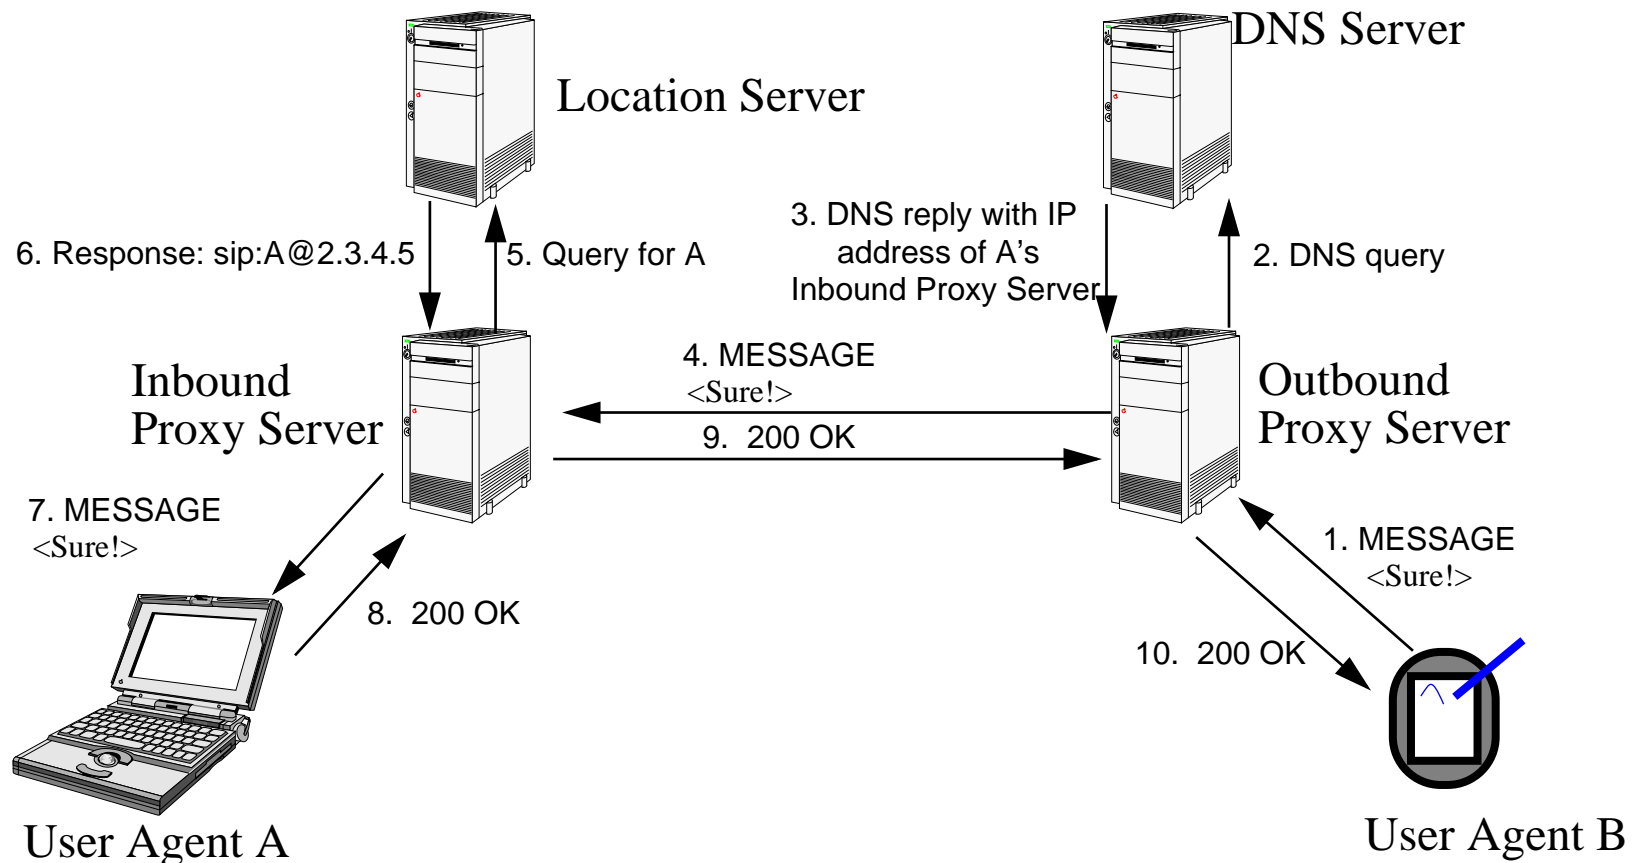 DNS Server
Location Server
3. DNS reply with IP
address of A's
Inbound Proxy Server
6. Response: sip:A@2.3.4.5
5. Query for A
2. DNS query
4. MESSAGE
<Sure!>
9. 200 OK
Inbound
Proxy Server
Outbound
Proxy Server
7. MESSAGE
<Sure!>
1. MESSAGE
<Sure!>
8. 200 OK
10. 200 OK
User Agent A
User Agent B